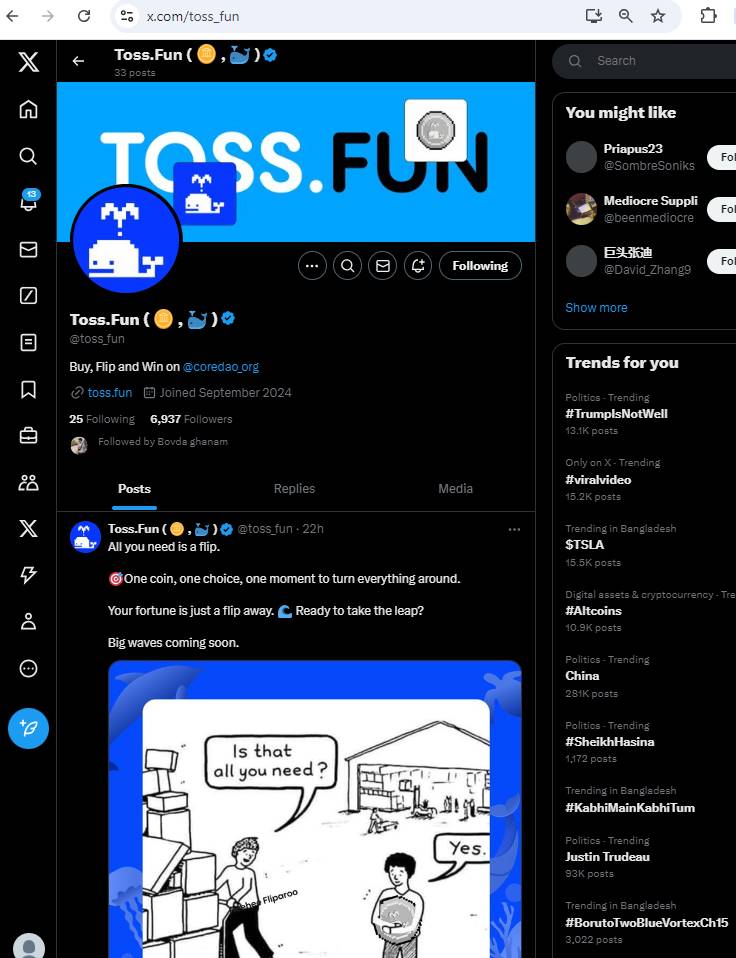 x.com/toss_fun
Toss.Fun ( 🪙 , 🐳 )
33 posts
Search
TOSS.FUN
You might like
Priapus23
@SombreSoniks
Fol
Mediocre Suppli
@beenmediocre
Fol
巨头张迪
@David_Zhang9
Fol
Show more
13
Following
Toss.Fun ( 🪙 , 🐳 )
@toss_fun
Buy, Flip and Win on @coredao_org
toss.fun Joined September 2024
25 Following 6,937 Followers
Followed by Bovda ghanam
Posts Replies Media
Toss.Fun ( 🪙 , 🐳 ) @toss_fun · 22h
All you need is a flip.
🎯One coin, one choice, one moment to turn everything around.
Your fortune is just a flip away. 🌊 Ready to take the leap?
Big waves coming soon.
Is that
all you need?
Yes.
Fliparoo
Trends for you
Politics · Trending
#TrumpIsNotWell
13.1K posts
Only on X · Trending
#viralvideo
15.2K posts
Trending in Bangladesh
$TSLA
15.5K posts
Digital assets & cryptocurrency · Tre
#Altcoins
10.9K posts
Politics · Trending
China
281K posts
Politics · Trending
#SheikhHasina
1,172 posts
Trending in Bangladesh
#KabhiMainKabhiTum
Politics · Trending
Justin Trudeau
93K posts
Trending in Bangladesh
#BorutoTwoBlueVortexCh15
3,022 posts